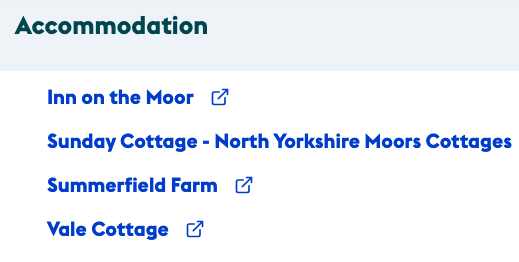 Accommodation
Inn on the Moor
Sunday Cottage - North Yorkshire Moors Cottages
Summerfield Farm
Vale Cottage